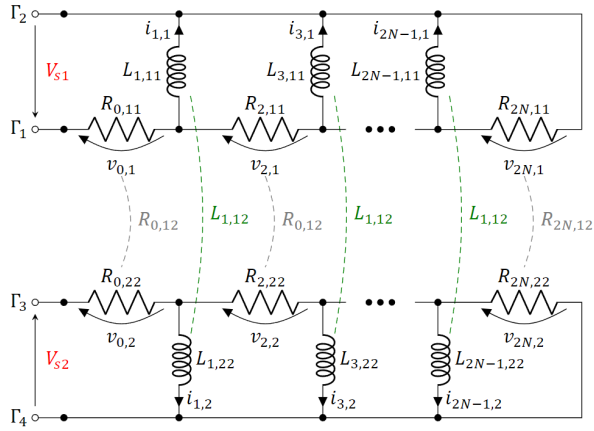 Γ₂ i₁,₁ i₃,₁ i₂N−₁,₁
V_s1 L₁,₁₁ L₃,₁₁ L₂N−₁,₁₁
R₀,₁₁ R₂,₁₁ R₂N,₁₁
Γ₁ •••
v₀,₁ v₂,₁ v₂N,₁
R₀,₁₂ L₁,₁₂ R₀,₁₂ L₁,₁₂ L₁,₁₂ R₂N,₁₂
R₀,₂₂ R₂,₂₂ R₂N,₂₂
Γ₃ •••
v₀,₂ v₂,₂ v₂N,₂
V_s2 L₁,₂₂ L₃,₂₂ L₂N−₁,₂₂
i₁,₂ i₃,₂ i₂N−₁,₂
Γ₄